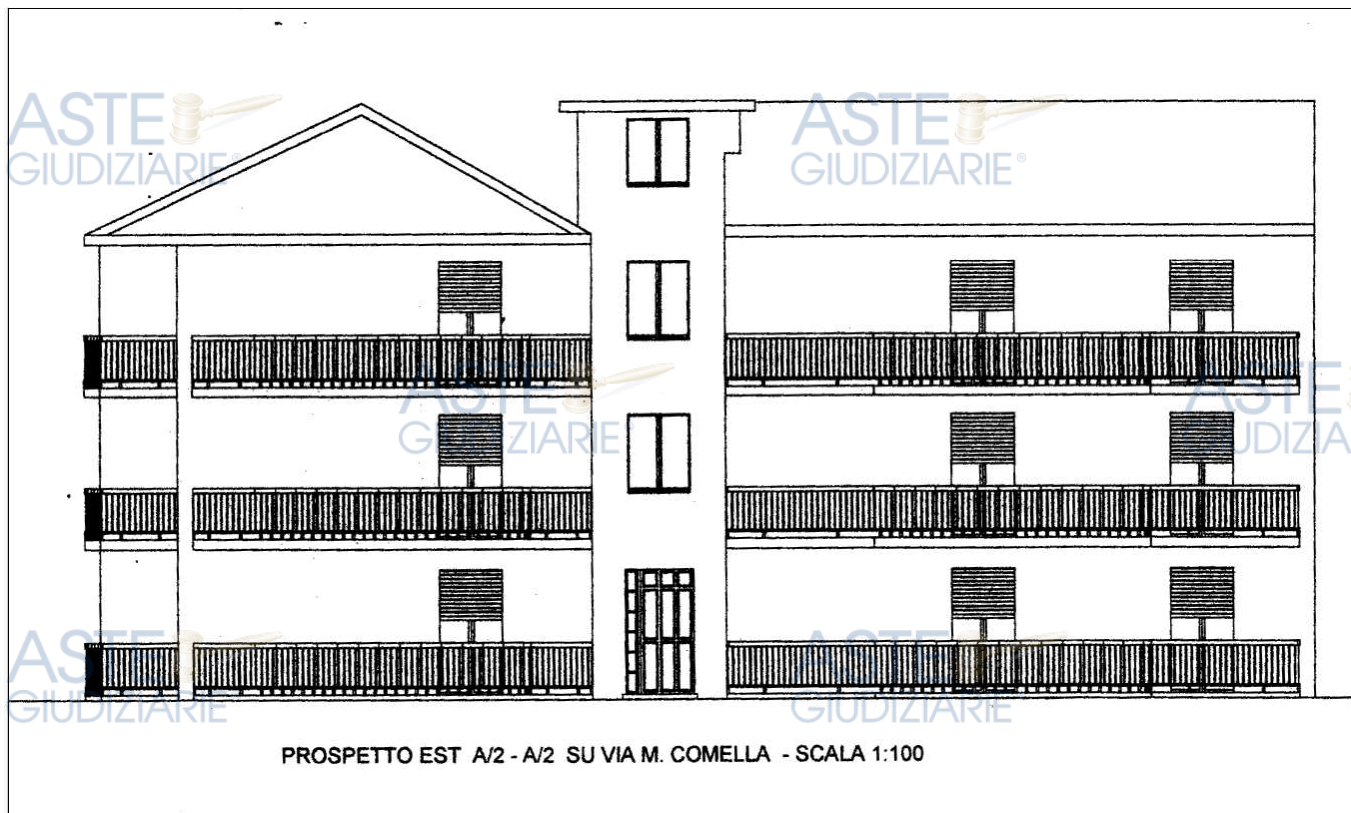 ASTE
GIUDIZIARIE®
ASTE
GIUDIZIARIE®
ASTE
GIUDIZIARIE®
ASTE
GIUDIZIA
ASTE
GIUDIZIARIE
ASTE
GIUDIZIARIE
PROSPETTO EST A/2 - A/2 SU VIA M. COMELLA - SCALA 1:100